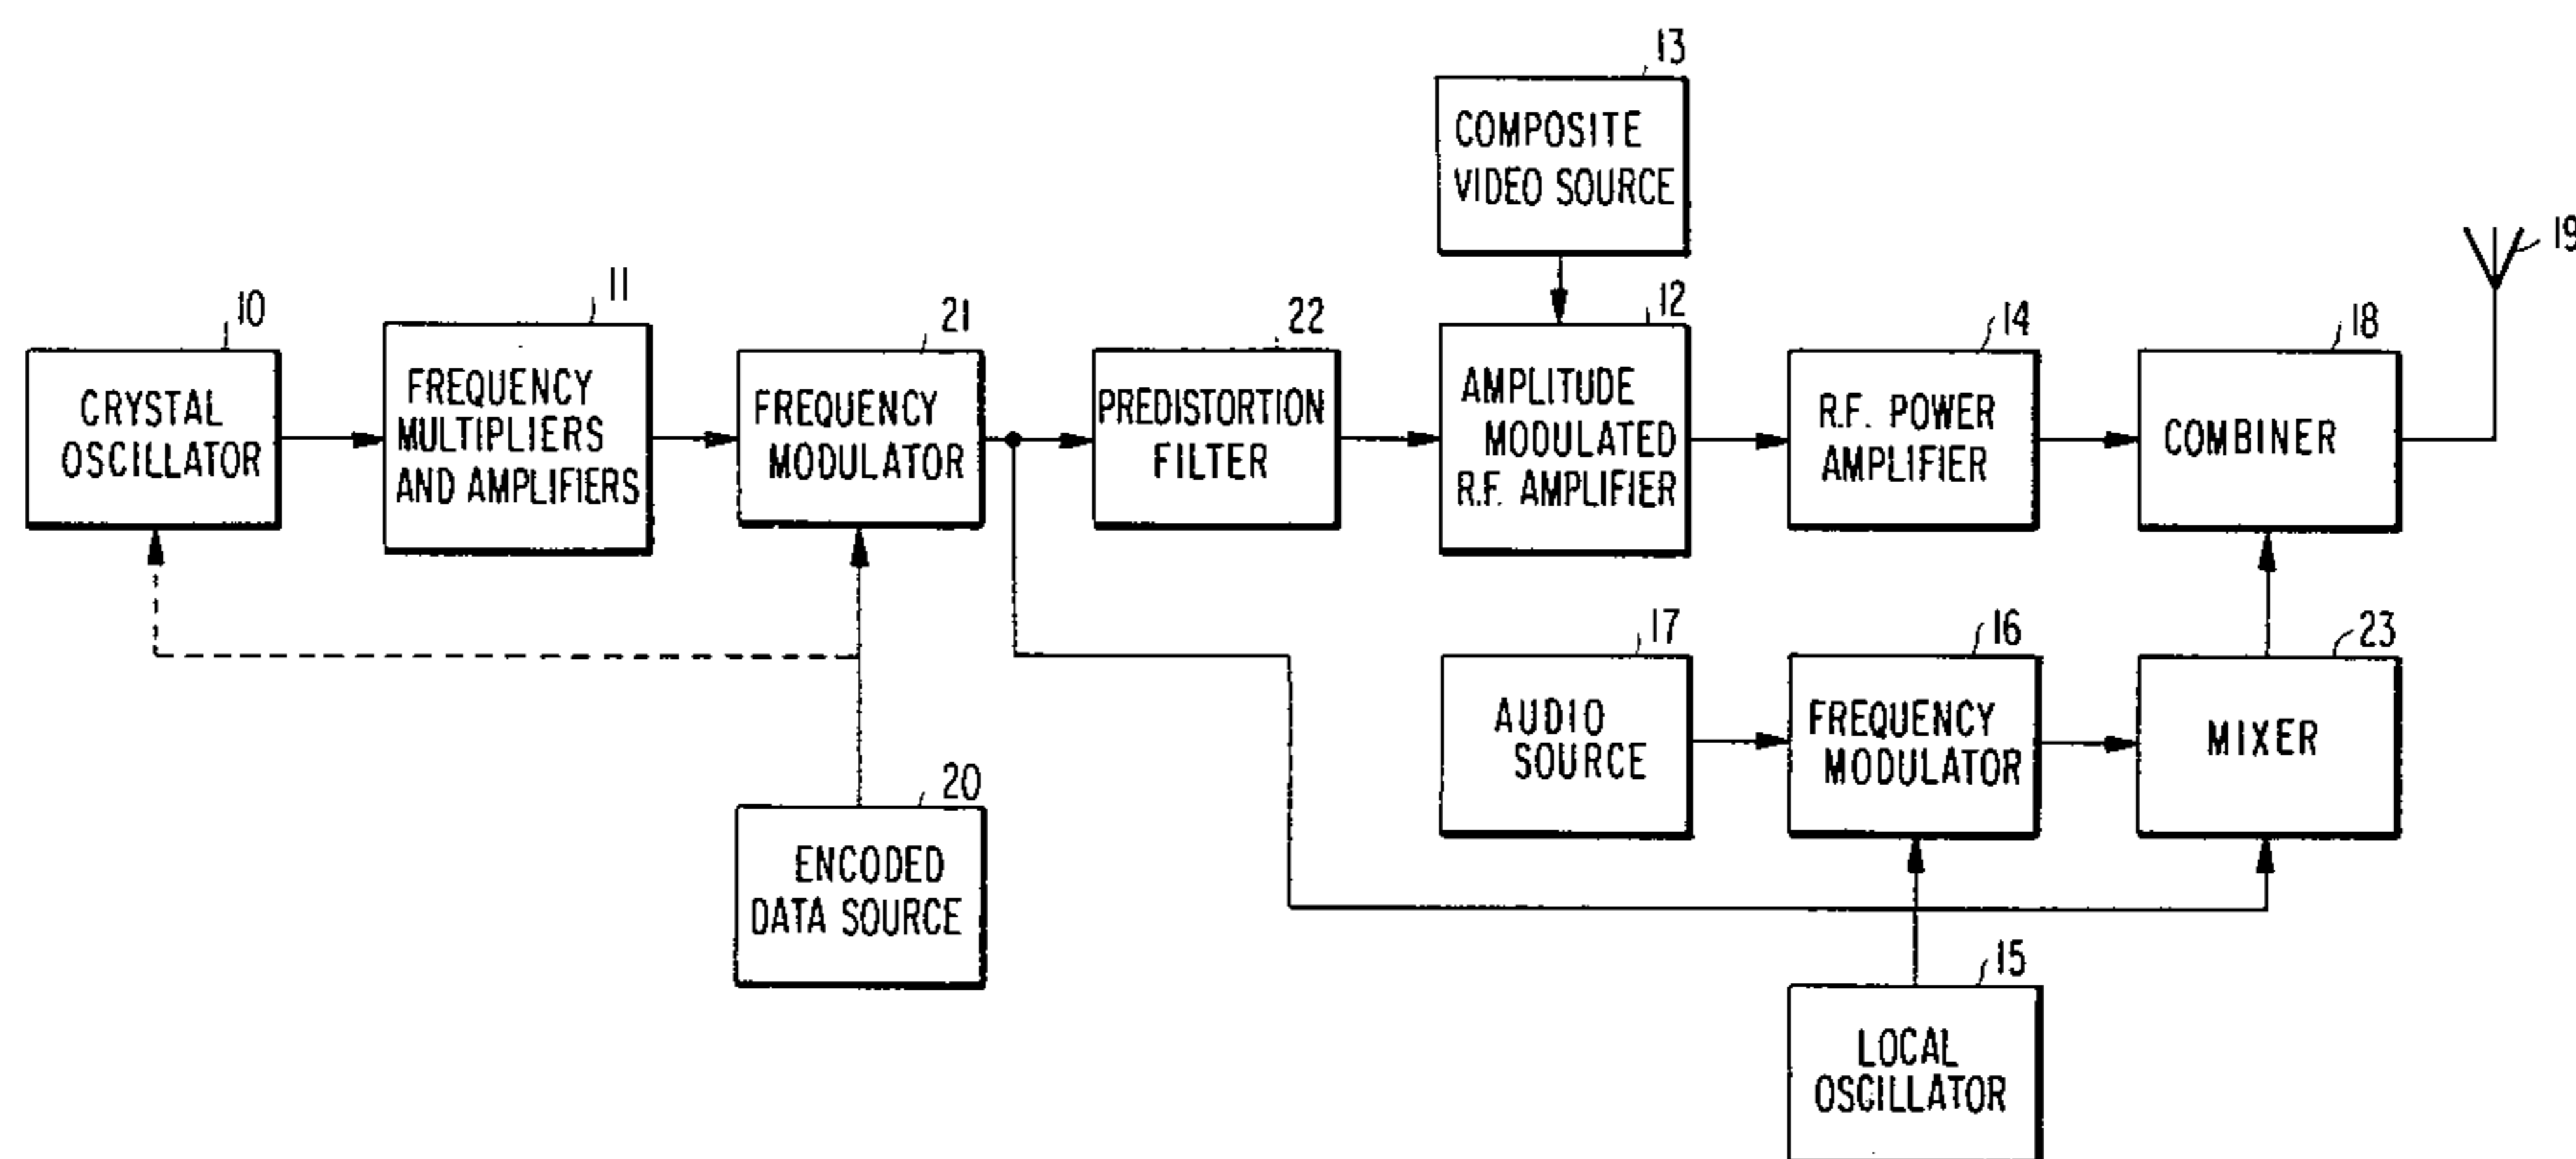 13
COMPOSITE
VIDEO SOURCE
19
10
CRYSTAL
OSCILLATOR
11
FREQUENCY
MULTIPLIERS
AND AMPLIFIERS
21
FREQUENCY
MODULATOR
22
PREDISTORTION
FILTER
12
AMPLITUDE
MODULATED
R.F. AMPLIFIER
14
R.F. POWER
AMPLIFIER
18
COMBINER
17
AUDIO
SOURCE
16
FREQUENCY
MODULATOR
23
MIXER
20
ENCODED
DATA SOURCE
15
LOCAL
OSCILLATOR